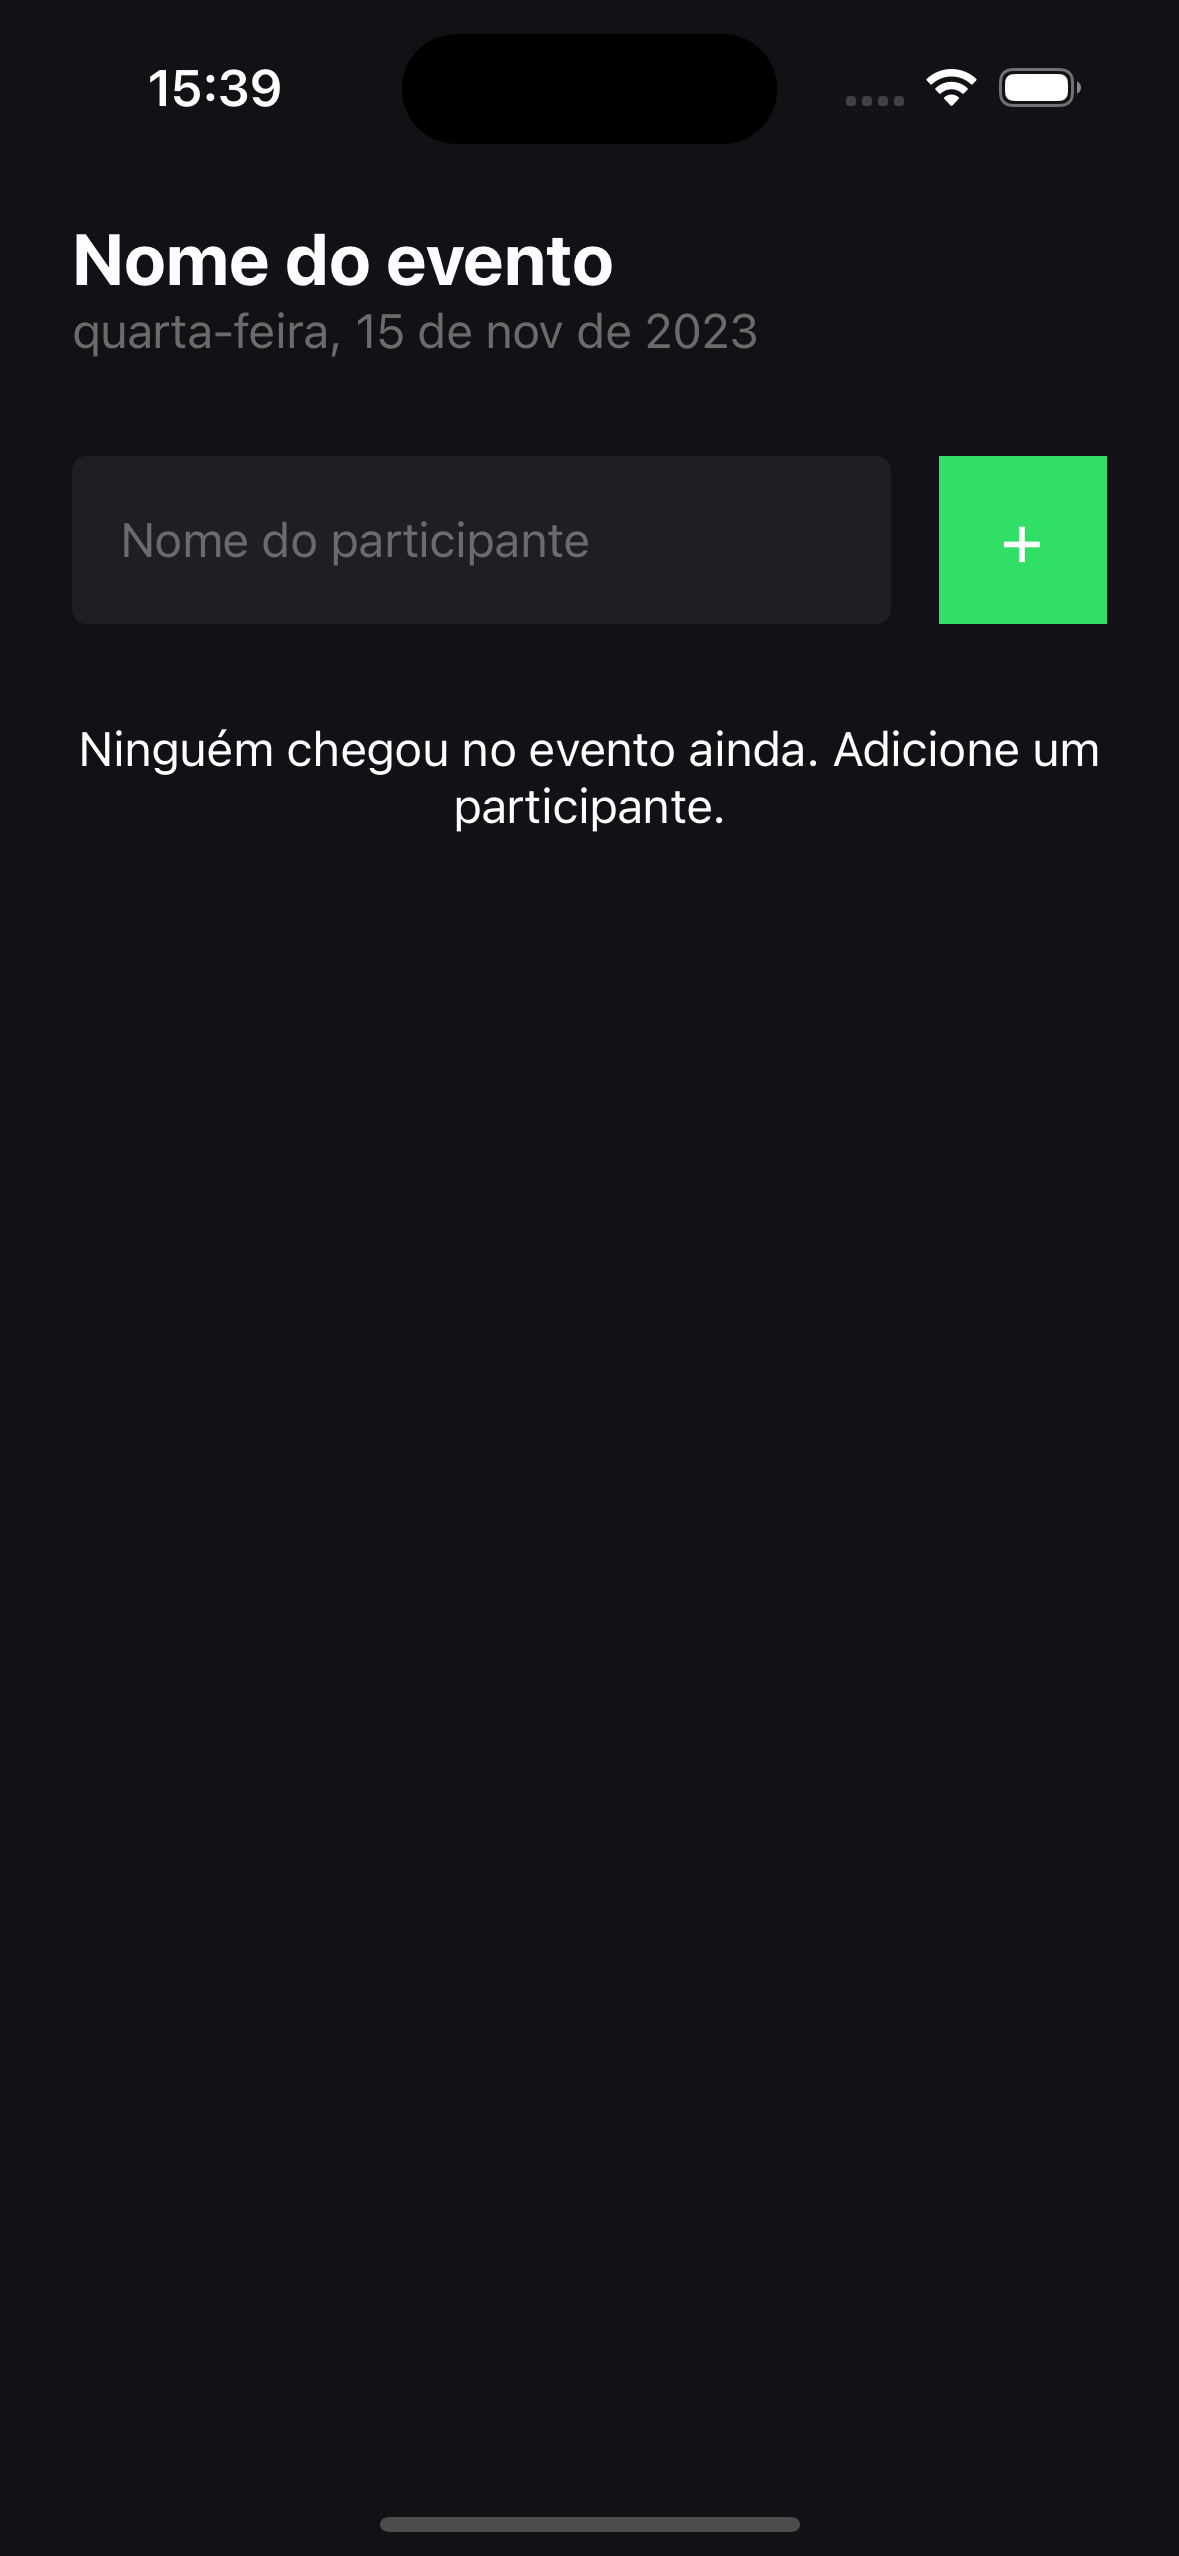 15:39
Nome do evento
quarta-feira, 15 de nov de 2023
Nome do participante
+
Ninguém chegou no evento ainda. Adicione um
participante.